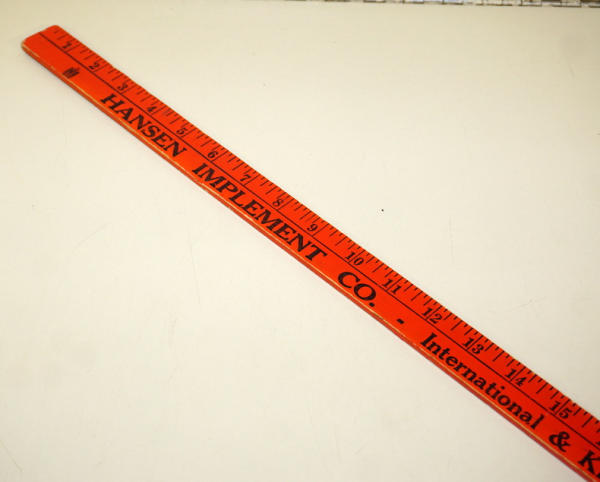 1 2 3 4 5 6 7 8 9 10 11 12 13 14 15
HANSEN IMPLEMENT CO. - International &